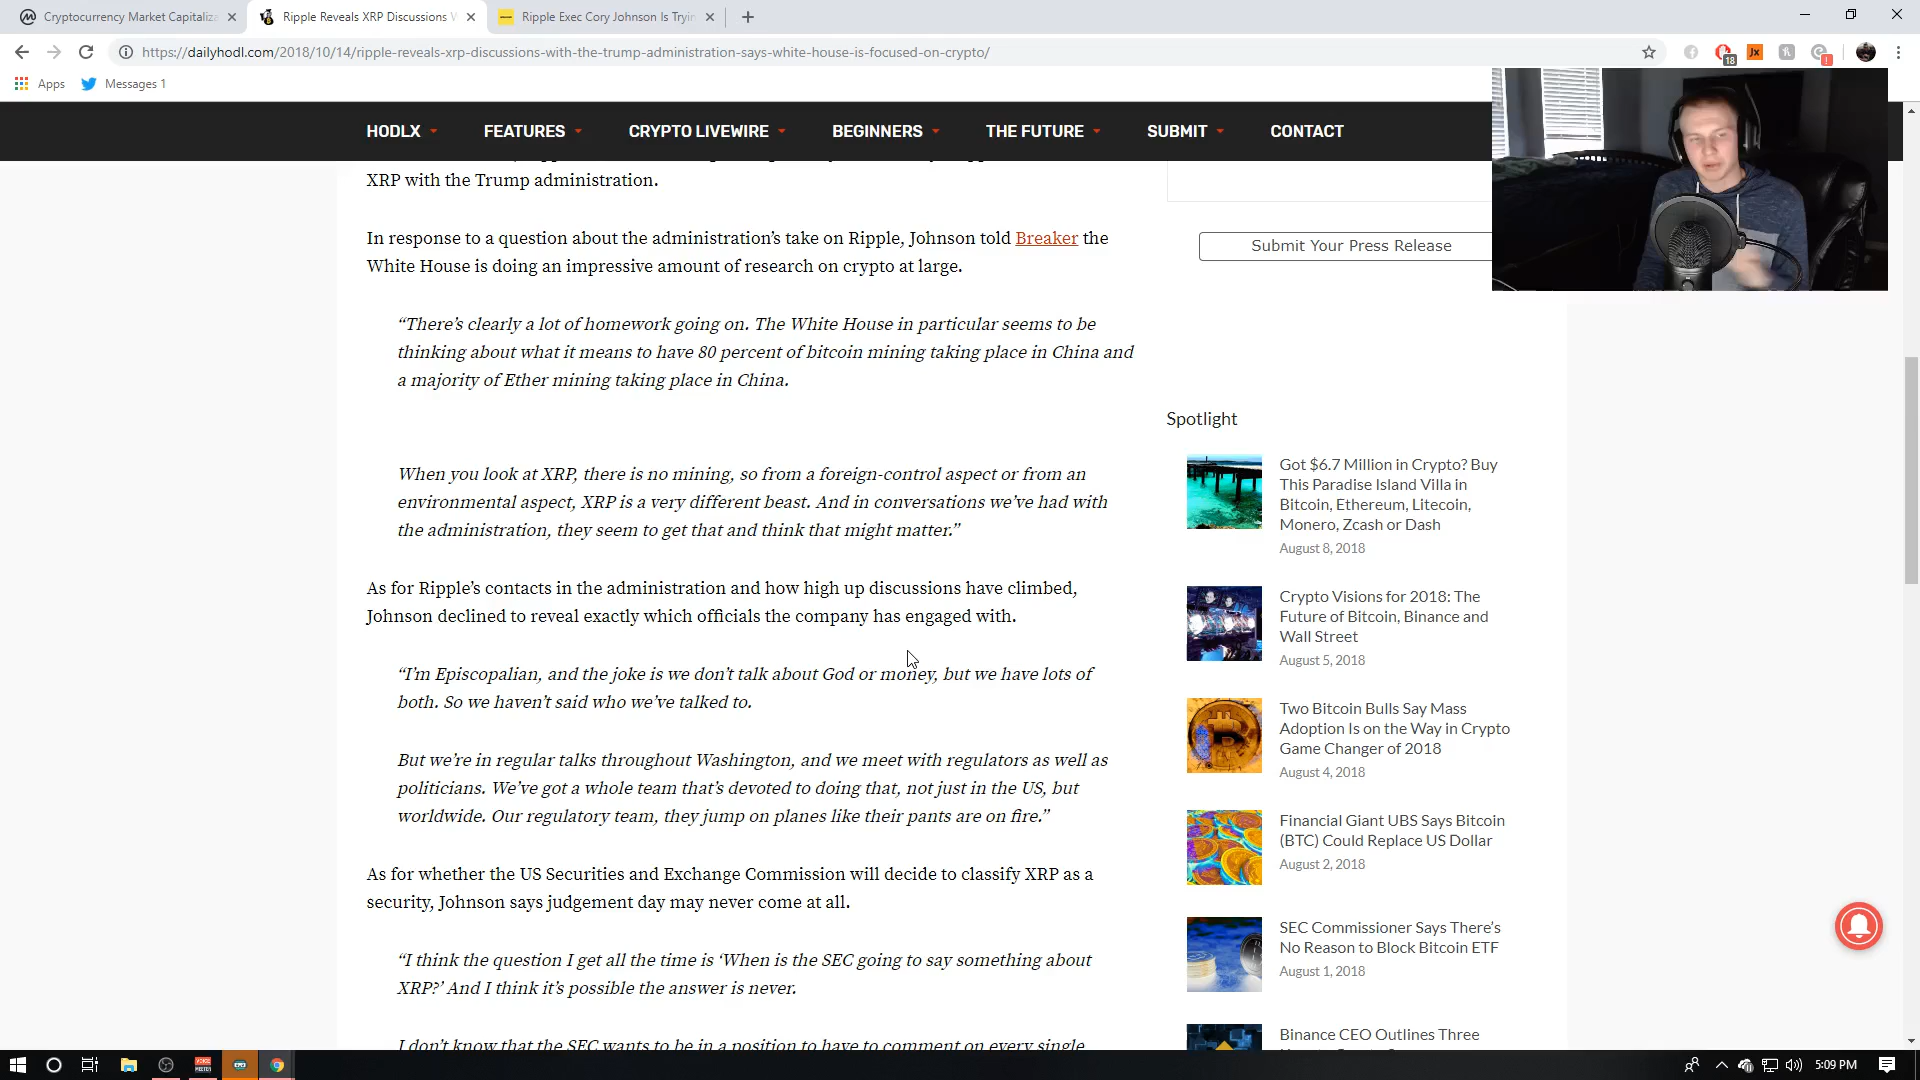 Cryptocurrency Market Capitaliza
Ripple Reveals XRP Discussions W
Ripple Exec Cory Johnson Is Tryin
https://dailyhodl.com/2018/10/14/ripple-reveals-xrp-discussions-with-the-trump-administration-says-white-house-is-focused-on-crypto/
18
Jx
Apps
Messages 1
HODLX
FEATURES
CRYPTO LIVEWIRE
BEGINNERS
THE FUTURE
SUBMIT
CONTACT
XRP with the Trump administration.
In response to a question about the administration’s take on Ripple, Johnson told Breaker the
White House is doing an impressive amount of research on crypto at large.
“There’s clearly a lot of homework going on. The White House in particular seems to be
thinking about what it means to have 80 percent of bitcoin mining taking place in China and
a majority of Ether mining taking place in China.
When you look at XRP, there is no mining, so from a foreign-control aspect or from an
environmental aspect, XRP is a very different beast. And in conversations we’ve had with
the administration, they seem to get that and think that might matter.”
As for Ripple’s contacts in the administration and how high up discussions have climbed,
Johnson declined to reveal exactly which officials the company has engaged with.
“I’m Episcopalian, and the joke is we don’t talk about God or money, but we have lots of
both. So we haven’t said who we’ve talked to.
But we’re in regular talks throughout Washington, and we meet with regulators as well as
politicians. We’ve got a whole team that’s devoted to doing that, not just in the US, but
worldwide. Our regulatory team, they jump on planes like their pants are on fire.”
As for whether the US Securities and Exchange Commission will decide to classify XRP as a
security, Johnson says judgement day may never come at all.
“I think the question I get all the time is ‘When is the SEC going to say something about
XRP?’ And I think it’s possible the answer is never.
I don’t know that the SEC wants to be in a position to have to comment on every single
Submit Your Press Release
Spotlight
Got $6.7 Million in Crypto? Buy
This Paradise Island Villa in
Bitcoin, Ethereum, Litecoin,
Monero, Zcash or Dash
August 8, 2018
Crypto Visions for 2018: The
Future of Bitcoin, Binance and
Wall Street
August 5, 2018
Two Bitcoin Bulls Say Mass
Adoption Is on the Way in Crypto
Game Changer of 2018
August 4, 2018
Financial Giant UBS Says Bitcoin
(BTC) Could Replace US Dollar
August 2, 2018
SEC Commissioner Says There’s
No Reason to Block Bitcoin ETF
August 1, 2018
Binance CEO Outlines Three
5:09 PM